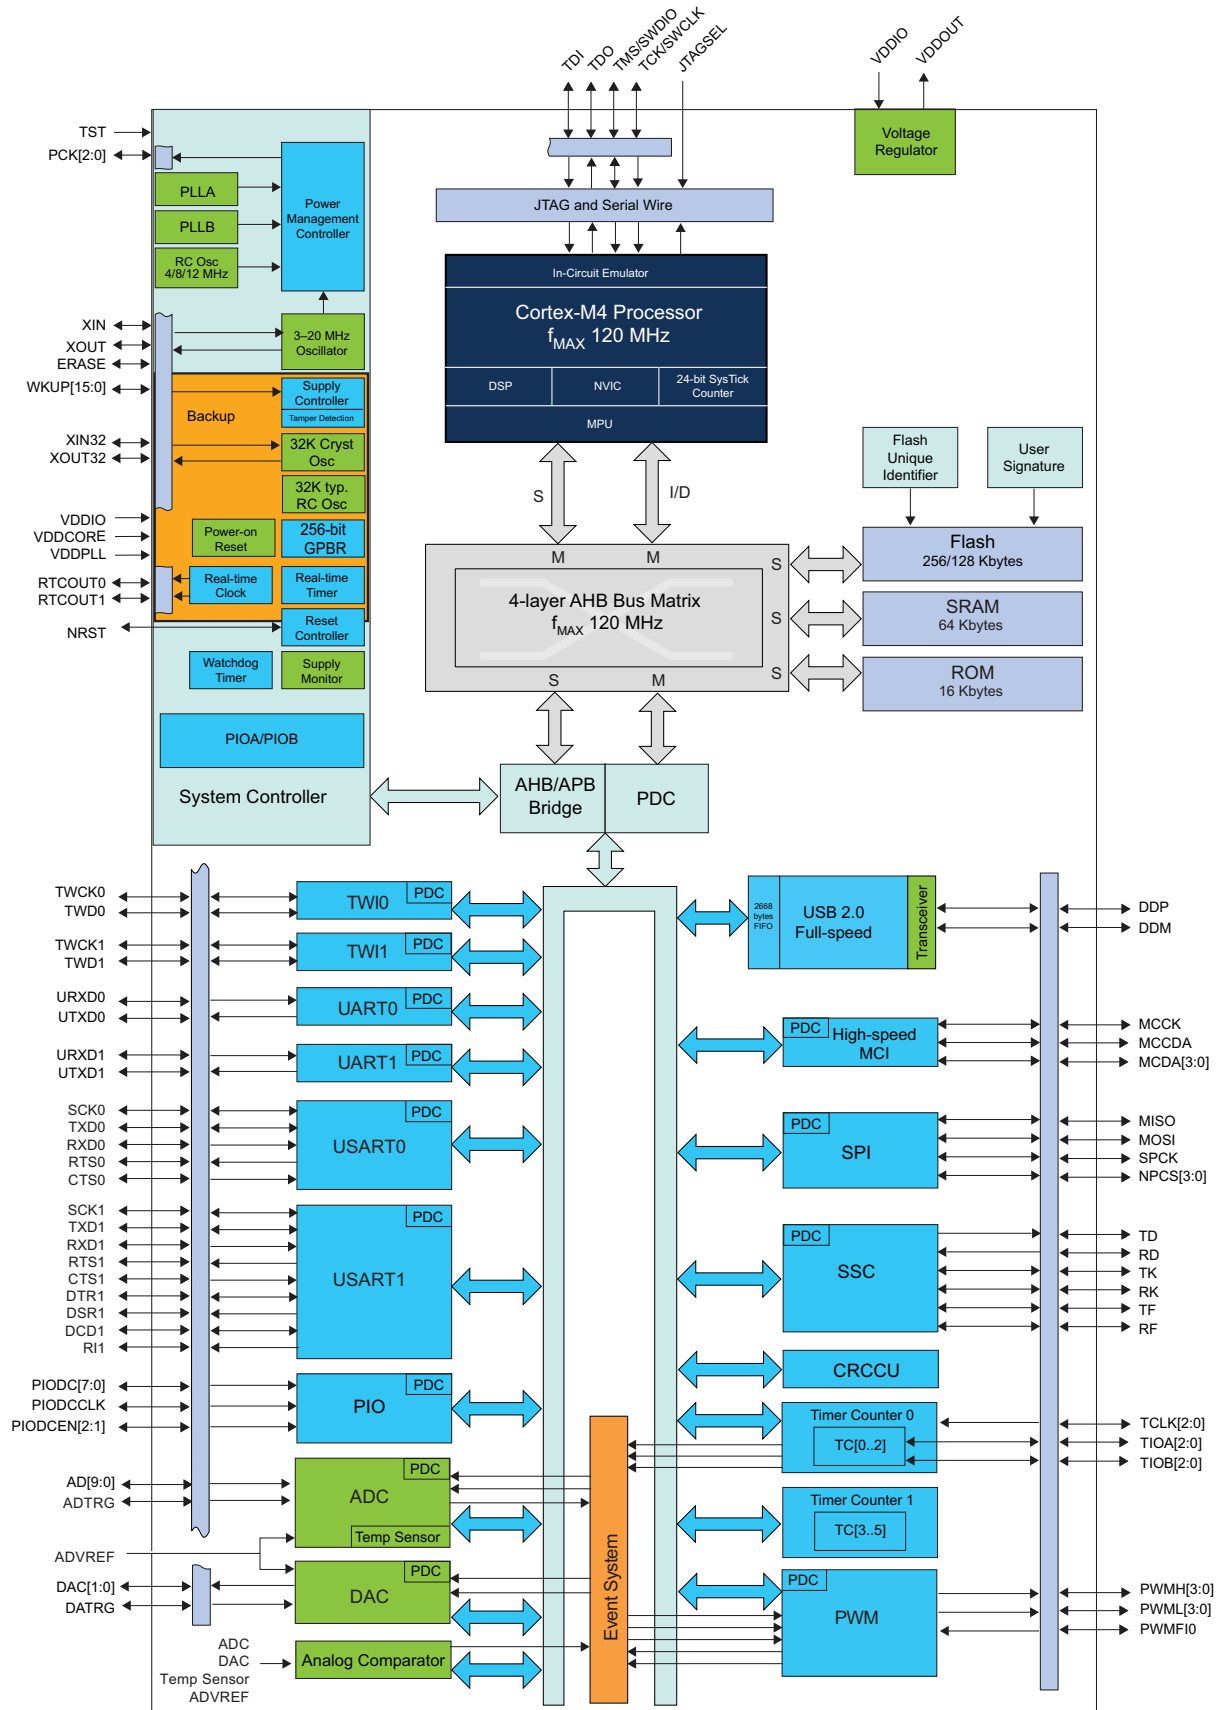 TDI
TDO
TMS/SWDIO
TCK/SWCLK
JTAGSEL
VDDIO
VDDOUT
TST
PCK[2:0]
PLLA
PLLB
RC Osc
4/8/12 MHz
Power
Management
Controller
Voltage
Regulator
JTAG and Serial Wire
In-Circuit Emulator
Cortex-M4 Processor
fMAX 120 MHz
DSP
NVIC
24-bit SysTick
Counter
MPU
XIN
XOUT
ERASE
WKUP[15:0]
3–20 MHz
Oscillator
Backup
Supply
Controller
Tamper Detection
XIN32
XOUT32
32K Cryst
Osc
32K typ.
RC Osc
VDDIO
VDDCORE
VDDPLL
Power-on
Reset
256-bit
GPBR
RTCOUT0
RTCOUT1
Real-time
Clock
Real-time
Timer
NRST
Reset
Controller
Watchdog
Timer
Supply
Monitor
PIOA/PIOB
System Controller
S
I/D
M
M
S
S
S
S
M
4-layer AHB Bus Matrix
fMAX 120 MHz
Flash
Unique
Identifier
User
Signature
Flash
256/128 Kbytes
SRAM
64 Kbytes
ROM
16 Kbytes
AHB/APB
Bridge
PDC
TWCK0
TWD0
TWI0
PDC
TWCK1
TWD1
TWI1
PDC
URXD0
UTXD0
UART0
PDC
URXD1
UTXD1
UART1
PDC
SCK0
TXD0
RXD0
RTS0
CTS0
USART0
PDC
SCK1
TXD1
RXD1
RTS1
CTS1
DTR1
DSR1
DCD1
RI1
USART1
PDC
PIODC[7:0]
PIODCCLK
PIODCEN[2:1]
PIO
PDC
AD[9:0]
ADTRG
ADC
PDC
Temp Sensor
ADVREF
DAC[1:0]
DATRG
DAC
PDC
ADC
DAC
Temp Sensor
ADVREF
Analog Comparator
Event System
2668
bytes
FIFO
USB 2.0
Full-speed
Transceiver
DDP
DDM
PDC
High-speed
MCI
MCCK
MCCDA
MCDA[3:0]
PDC
SPI
MISO
MOSI
SPCK
NPCS[3:0]
PDC
SSC
TD
RD
TK
RK
TF
RF
CRCCU
Timer Counter 0
TC[0..2]
TCLK[2:0]
TIOA[2:0]
TIOB[2:0]
Timer Counter 1
TC[3..5]
PDC
PWM
PWMH[3:0]
PWML[3:0]
PWMFI0